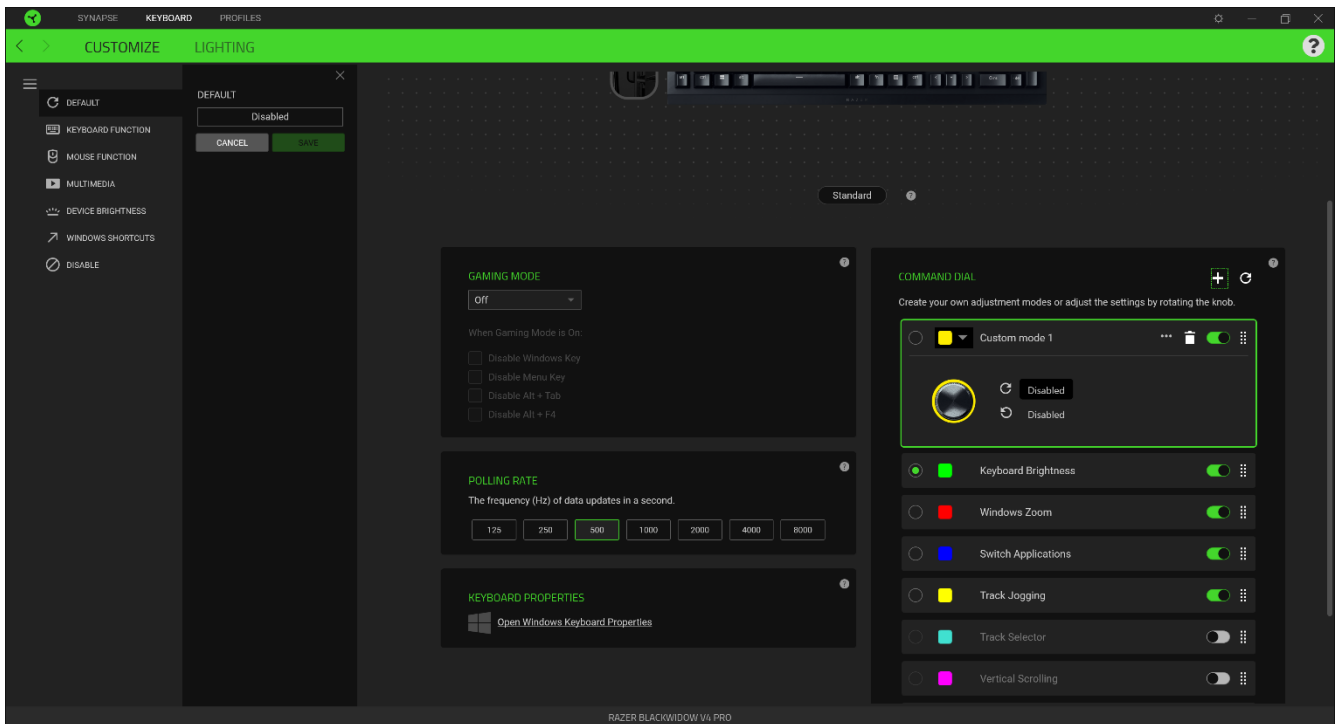 SYNAPSE KEYBOARD PROFILES
CUSTOMIZE LIGHTING
DEFAULT
KEYBOARD FUNCTION
MOUSE FUNCTION
MULTIMEDIA
DEVICE BRIGHTNESS
WINDOWS SHORTCUTS
DISABLE
DEFAULT
Disabled
CANCEL SAVE
Standard
GAMING MODE
Off
When Gaming Mode is On:
Disable Windows Key
Disable Menu Key
Disable Alt + Tab
Disable Alt + F4
POLLING RATE
The frequency (Hz) of data updates in a second.
125 250 500 1000 2000 4000 8000
KEYBOARD PROPERTIES
Open Windows Keyboard Properties
COMMAND DIAL
Create your own adjustment modes or adjust the settings by rotating the knob.
Custom mode 1
Disabled
Disabled
Keyboard Brightness
Windows Zoom
Switch Applications
Track Jogging
Track Selector
Vertical Scrolling
RAZER BLACKWIDOW V4 PRO